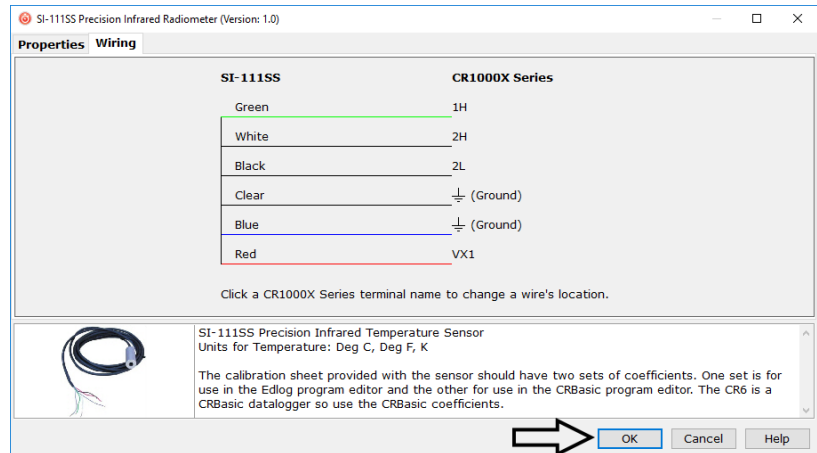 SI-111SS Precision Infrared Radiometer (Version: 1.0)
Properties Wiring
SI-111SS CR1000X Series
Green 1H
White 2H
Black 2L
Clear (Ground)
Blue (Ground)
Red VX1
Click a CR1000X Series terminal name to change a wire's location.
SI-111SS Precision Infrared Temperature Sensor
Units for Temperature: Deg C, Deg F, K
The calibration sheet provided with the sensor should have two sets of coefficients. One set is for
use in the Edlog program editor and the other for use in the CRBasic program editor. The CR6 is a
CRBasic datalogger so use the CRBasic coefficients.
OK Cancel Help